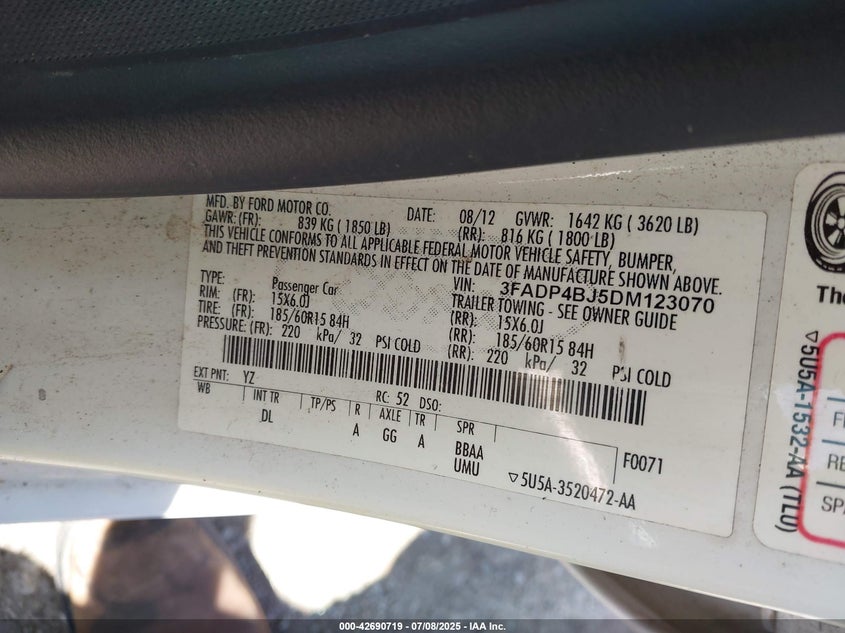 MFD. BY FORD MOTOR CO. DATE: 08/12 GVWR: 1642 KG ( 3620 LB)
GAWR: (FR): 839 KG ( 1850 LB) (RR): 816 KG ( 1800 LB)
THIS VEHICLE CONFORMS TO ALL APPLICABLE FEDERAL MOTOR VEHICLE SAFETY, BUMPER,
AND THEFT PREVENTION STANDARDS IN EFFECT ON THE DATE OF MANUFACTURE SHOWN ABOVE.
VIN: 3FADP4BJ5DM123070
TYPE: Passenger Car TRAILER TOWING - SEE OWNER GUIDE
RIM: (FR): 15X6.0J (RR): 15X6.0J
TIRE: (FR): 185/60R15 84H (RR): 185/60R15 84H
PRESSURE: (FR): 220 kPa/ 32 PSI COLD (RR): 220 kPa/ 32 PSI COLD
EXT PNT: YZ RC: 52 DSO:
WB INT TR TP/PS R AXLE TR SPR
DL A GG A BBAA F0071
UMU
▽5U5A-3520472-AA
▽5U5A-1532-AA (TL0)
000-42690719 - 07/08/2025 - IAA Inc.